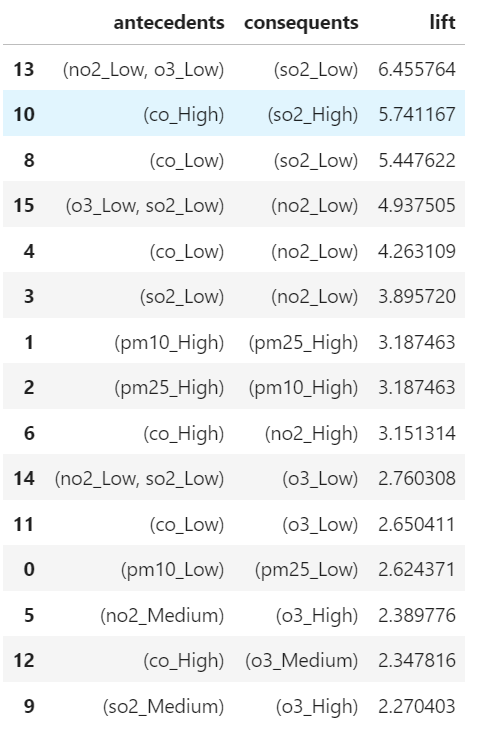 antecedents consequents lift
13 (no2_Low, o3_Low) (so2_Low) 6.455764
10 (co_High) (so2_High) 5.741167
8 (co_Low) (so2_Low) 5.447622
15 (o3_Low, so2_Low) (no2_Low) 4.937505
4 (co_Low) (no2_Low) 4.263109
3 (so2_Low) (no2_Low) 3.895720
1 (pm10_High) (pm25_High) 3.187463
2 (pm25_High) (pm10_High) 3.187463
6 (co_High) (no2_High) 3.151314
14 (no2_Low, so2_Low) (o3_Low) 2.760308
11 (co_Low) (o3_Low) 2.650411
0 (pm10_Low) (pm25_Low) 2.624371
5 (no2_Medium) (o3_High) 2.389776
12 (co_High) (o3_Medium) 2.347816
9 (so2_Medium) (o3_High) 2.270403